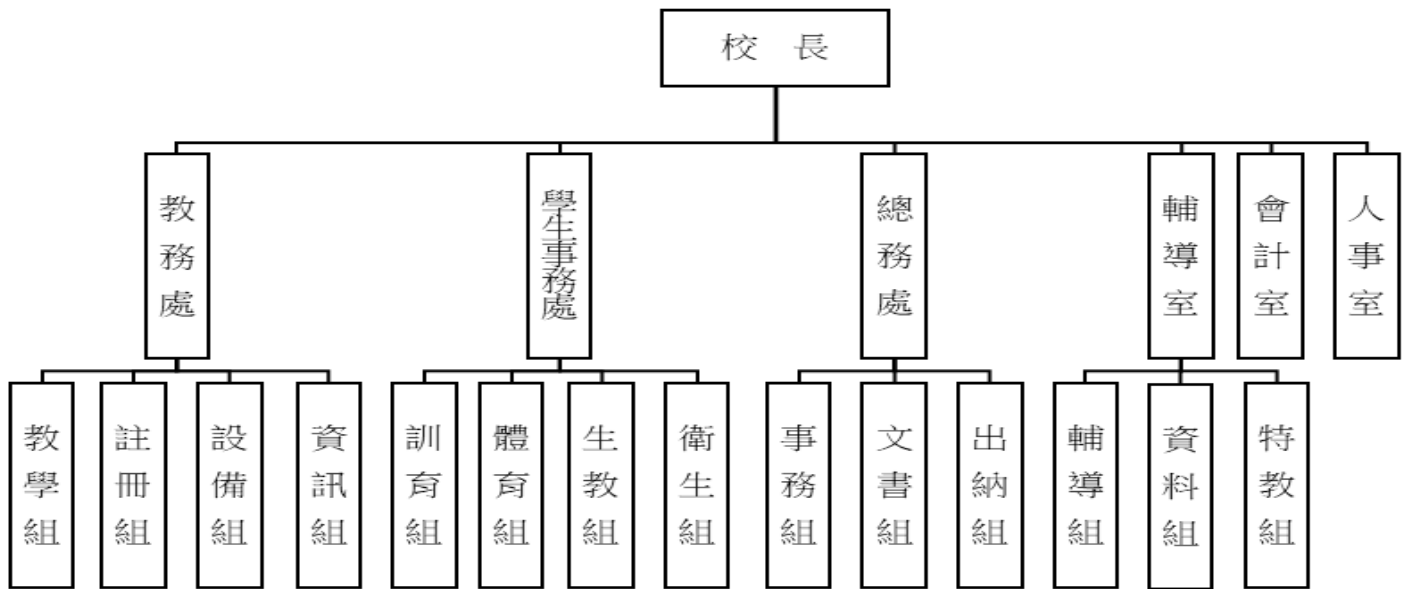 校 長
教務處
學生事務處
總務處
輔導室
會計室
人事室
教學組
註冊組
設備組
資訊組
訓育組
體育組
生教組
衛生組
事務組
文書組
出納組
輔導組
資料組
特教組